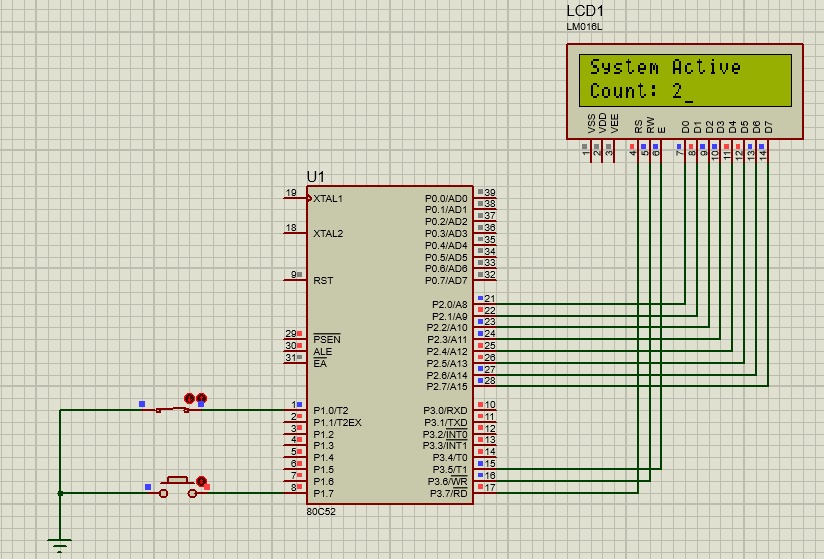 LCD1
LM016L
System Active
Count: 2_
VSS
VDD
VEE
RS
RW
E
D0
D1
D2
D3
D4
D5
D6
D7
1
2
3
4
5
6
7
8
9
10
11
12
13
14
U1
19 XTAL1
18 XTAL2
9 RST
29 PSEN
30 ALE
31 EA
1 P1.0/T2
2 P1.1/T2EX
3 P1.2
4 P1.3
5 P1.4
6 P1.5
7 P1.6
8 P1.7
P0.0/AD0 39
P0.1/AD1 38
P0.2/AD2 37
P0.3/AD3 36
P0.4/AD4 35
P0.5/AD5 34
P0.6/AD6 33
P0.7/AD7 32
P2.0/A8 21
P2.1/A9 22
P2.2/A10 23
P2.3/A11 24
P2.4/A12 25
P2.5/A13 26
P2.6/A14 27
P2.7/A15 28
P3.0/RXD 10
P3.1/TXD 11
P3.2/INT0 12
P3.3/INT1 13
P3.4/T0 14
P3.5/T1 15
P3.6/WR 16
P3.7/RD 17
80C52